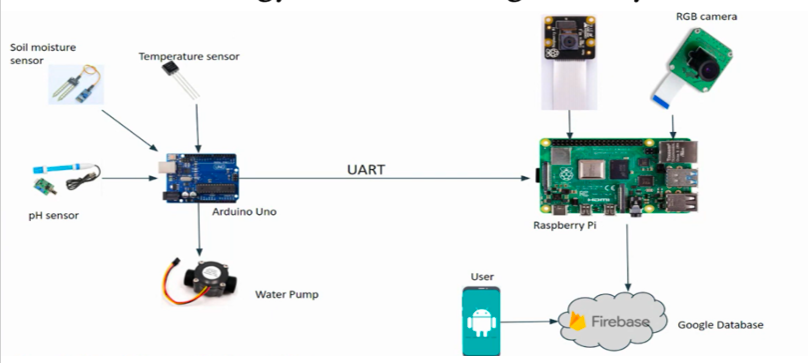 RGB camera
Soil moisture
sensor
Temperature sensor
UART
pH sensor
Arduino Uno
Raspberry Pi
HDMI
Water Pump
User
Firebase
Google Database